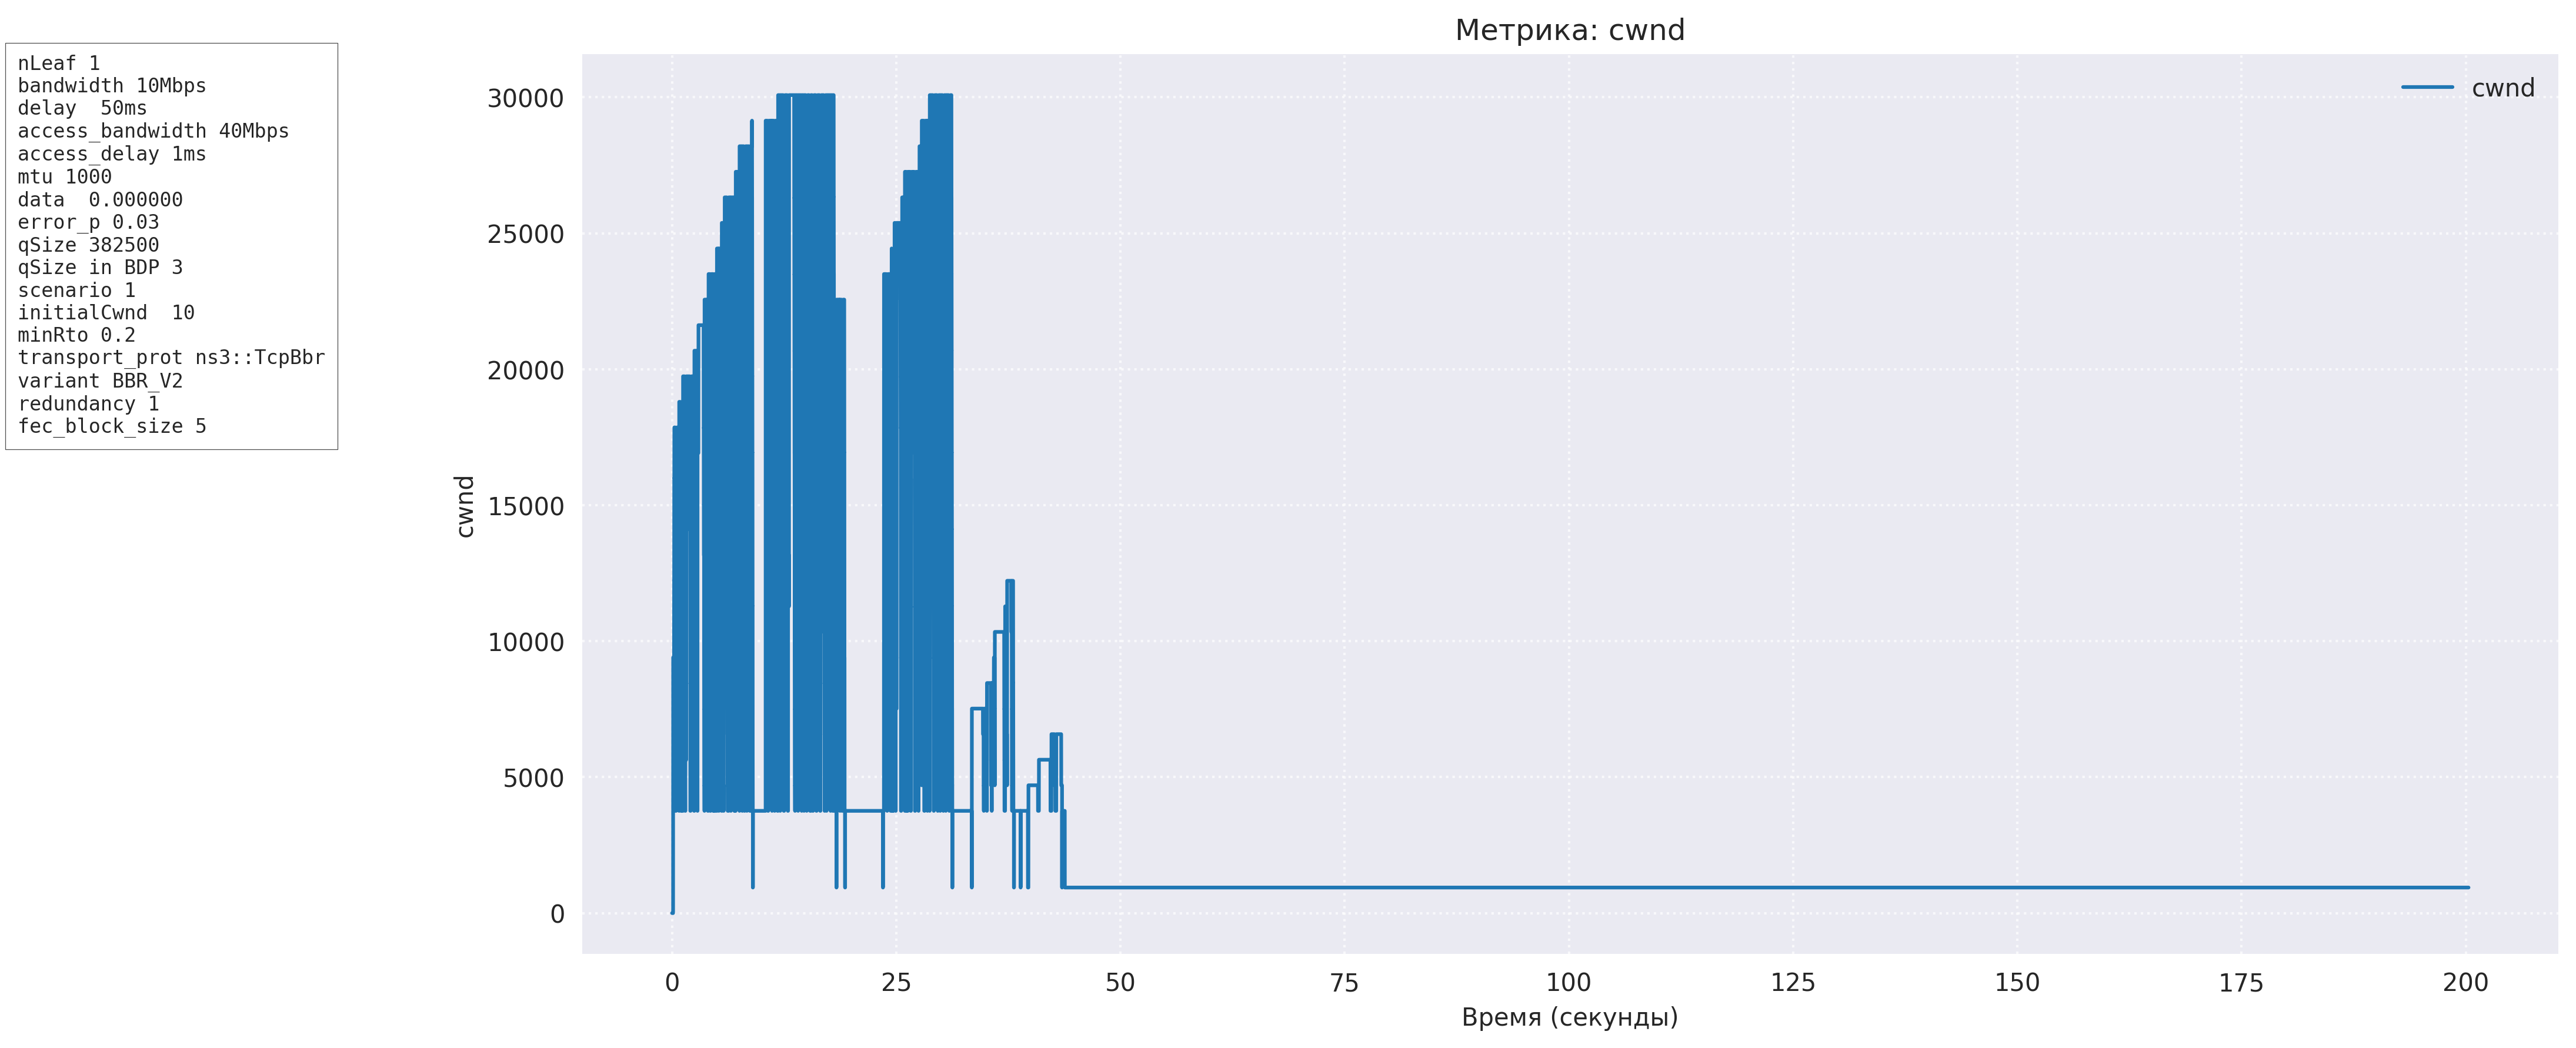 Метрика: cwnd
nLeaf 1
bandwidth 10Mbps
delay  50ms
access_bandwidth 40Mbps
access_delay 1ms
mtu 1000
data  0.000000
error_p 0.03
qSize 382500
qSize in BDP 3
scenario 1
initialCwnd  10
minRto 0.2
transport_prot ns3::TcpBbr
variant BBR_V2
redundancy 1
fec_block_size 5
cwnd
30000
25000
20000
15000
10000
5000
0
cwnd
0 25 50 75 100 125 150 175 200
Время (секунды)